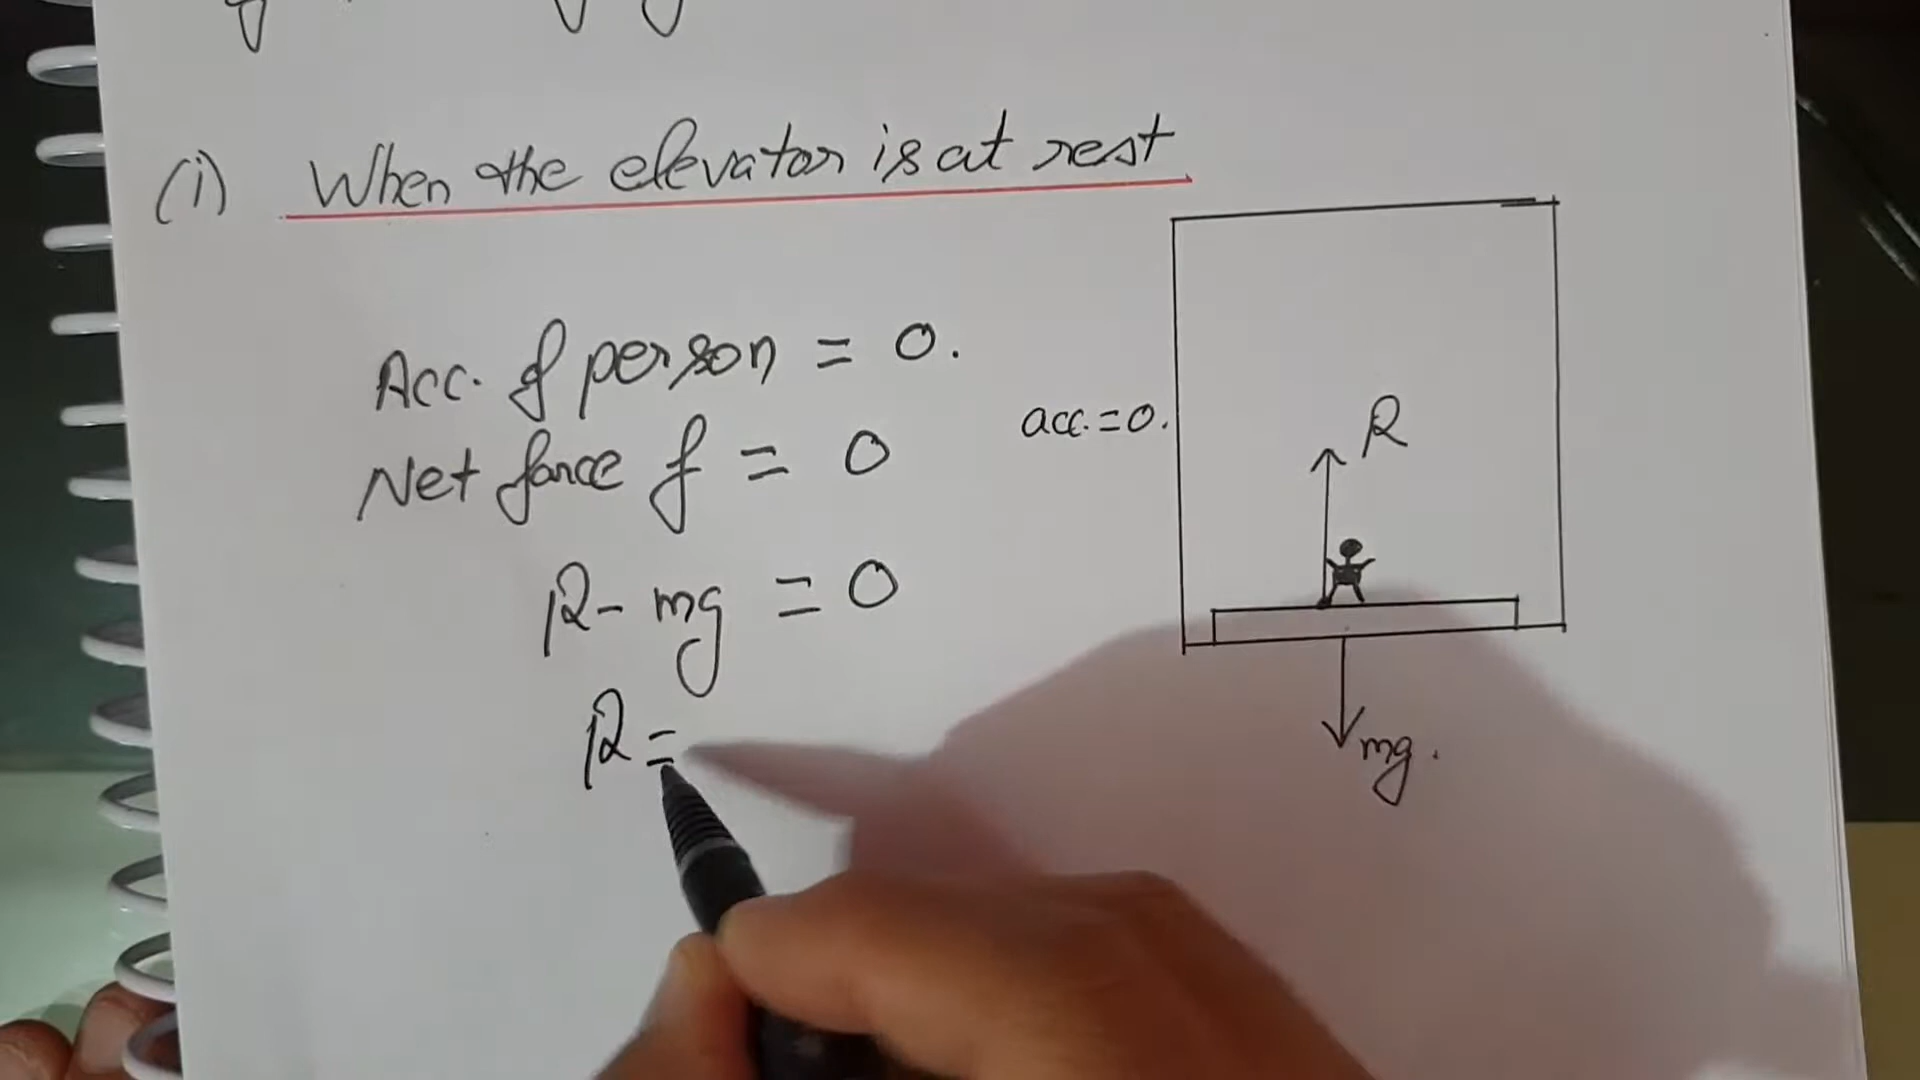 (i) When the elevator is at rest
Acc. of person = 0.
acc. = 0.
R
Net force f = 0
R - mg = 0
R =
mg.